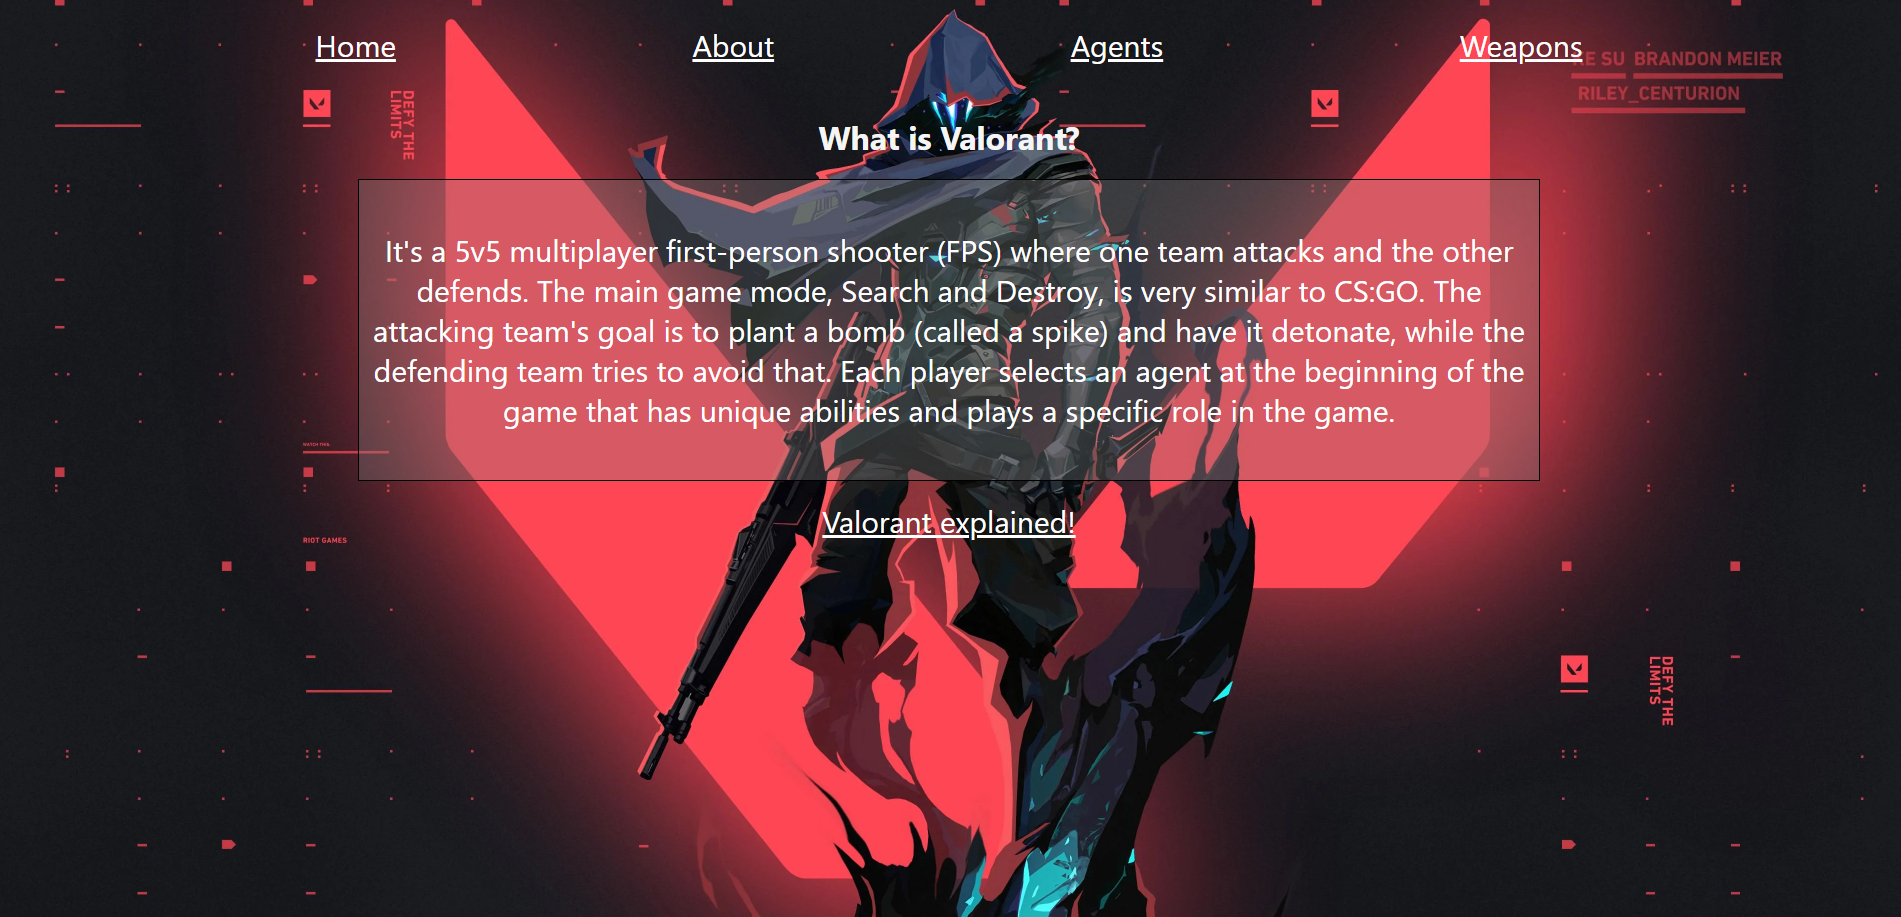 Home
About
Agents
Weapons
SU BRANDON MEIER
RILEY_CENTURION
DEFY THE
LIMITS
What is Valorant?
It's a 5v5 multiplayer first-person shooter (FPS) where one team attacks and the other
defends. The main game mode, Search and Destroy, is very similar to CS:GO. The
attacking team's goal is to plant a bomb (called a spike) and have it detonate, while the
defending team tries to avoid that. Each player selects an agent at the beginning of the
game that has unique abilities and plays a specific role in the game.
WATCH THIS
Valorant explained!
RIOT GAMES
DEFY THE
LIMITS